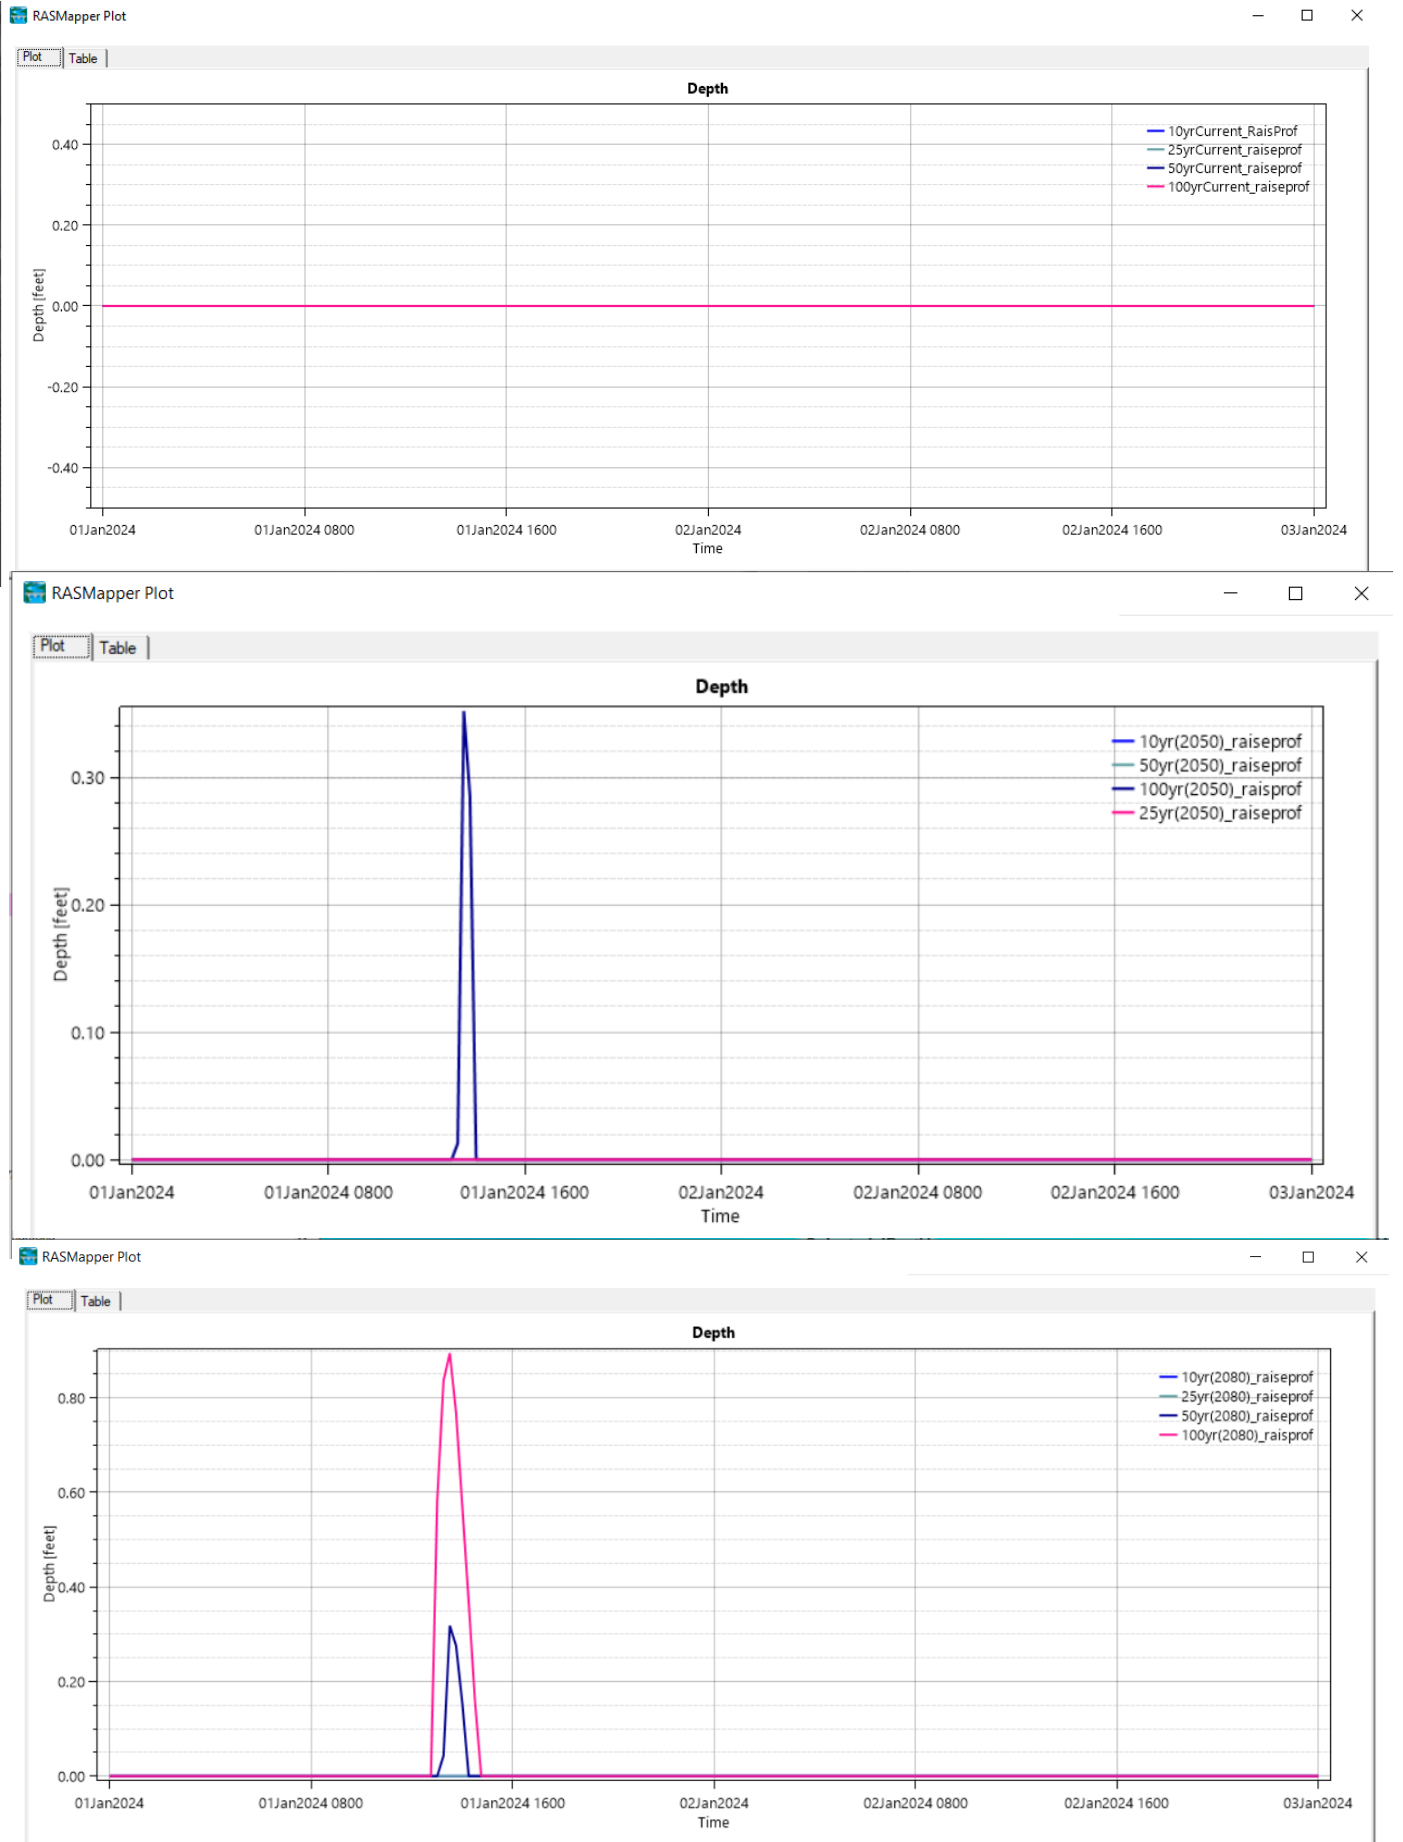 RASMapper Plot
Plot Table
Depth
10yrCurrent_RaisProf
25yrCurrent_raiseprof
50yrCurrent_raiseprof
100yrCurrent_raiseprof
0.40
0.20
0.00
-0.20
-0.40
Depth [feet]
01Jan2024 01Jan2024 0800 01Jan2024 1600 02Jan2024 02Jan2024 0800 02Jan2024 1600 03Jan2024
Time
RASMapper Plot
Plot Table
Depth
10yr(2050)_raiseprof
50yr(2050)_raiseprof
100yr(2050)_raisprof
25yr(2050)_raiseprof
0.30
0.20
0.10
0.00
Depth [feet]
01Jan2024 01Jan2024 0800 01Jan2024 1600 02Jan2024 02Jan2024 0800 02Jan2024 1600 03Jan2024
Time
RASMapper Plot
Plot Table
Depth
10yr(2080)_raiseprof
25yr(2080)_raiseprof
50yr(2080)_raiseprof
100yr(2080)_raisprof
0.80
0.60
0.40
0.20
0.00
Depth [feet]
01Jan2024 01Jan2024 0800 01Jan2024 1600 02Jan2024 02Jan2024 0800 02Jan2024 1600 03Jan2024
Time